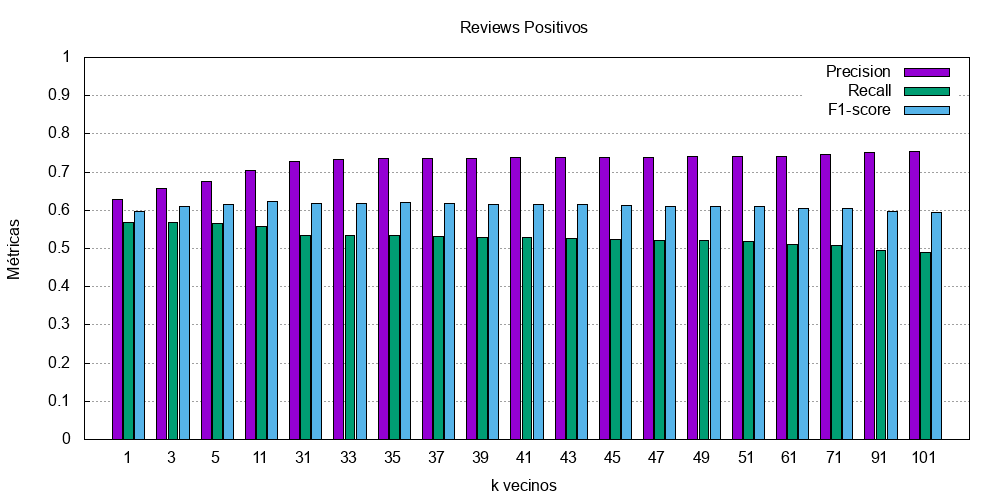 Reviews Positivos
Precision
Recall
F1-score
Métricas
1
0.9
0.8
0.7
0.6
0.5
0.4
0.3
0.2
0.1
0
1 3 5 11 31 33 35 37 39 41 43 45 47 49 51 61 71 91 101
k vecinos